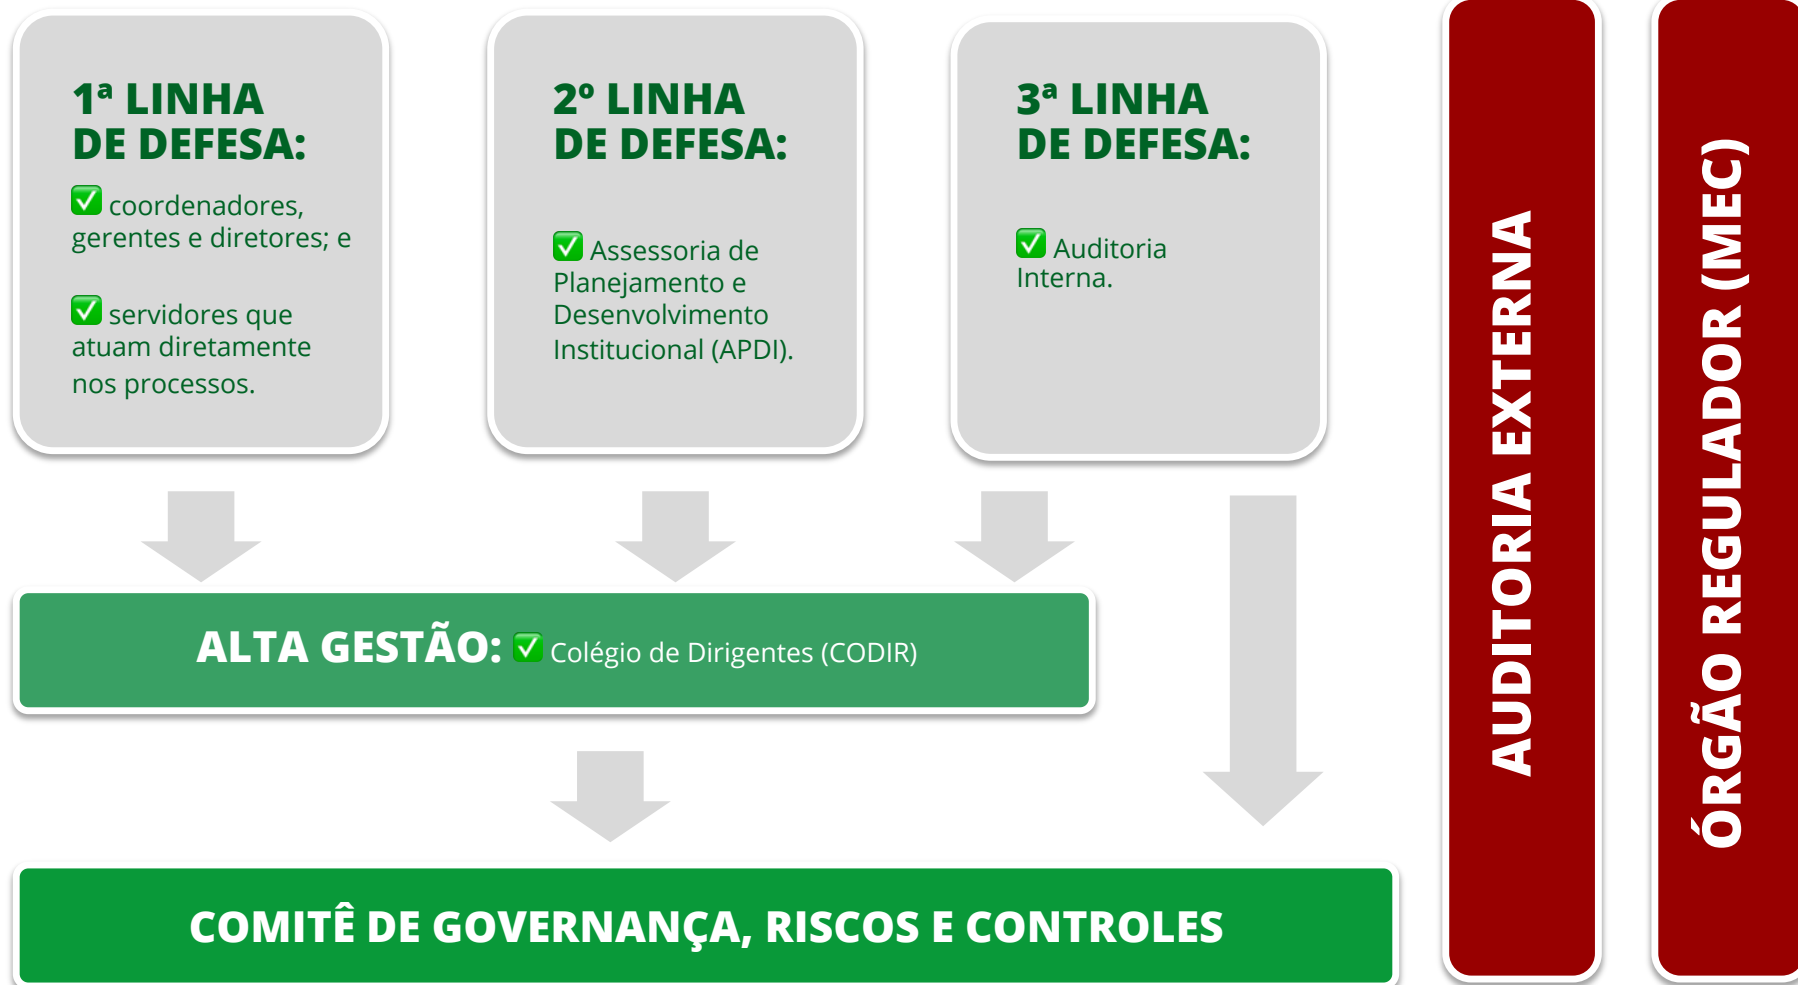 1ª LINHA
DE DEFESA:
✅ coordenadores,
gerentes e diretores; e
✅ servidores que
atuam diretamente
nos processos.
2º LINHA
DE DEFESA:
✅ Assessoria de
Planejamento e
Desenvolvimento
Institucional (APDI).
3ª LINHA
DE DEFESA:
✅ Auditoria
Interna.
ALTA GESTÃO: ✅ Colégio de Dirigentes (CODIR)
COMITÊ DE GOVERNANÇA, RISCOS E CONTROLES
AUDITORIA EXTERNA
ÓRGÃO REGULADOR (MEC)